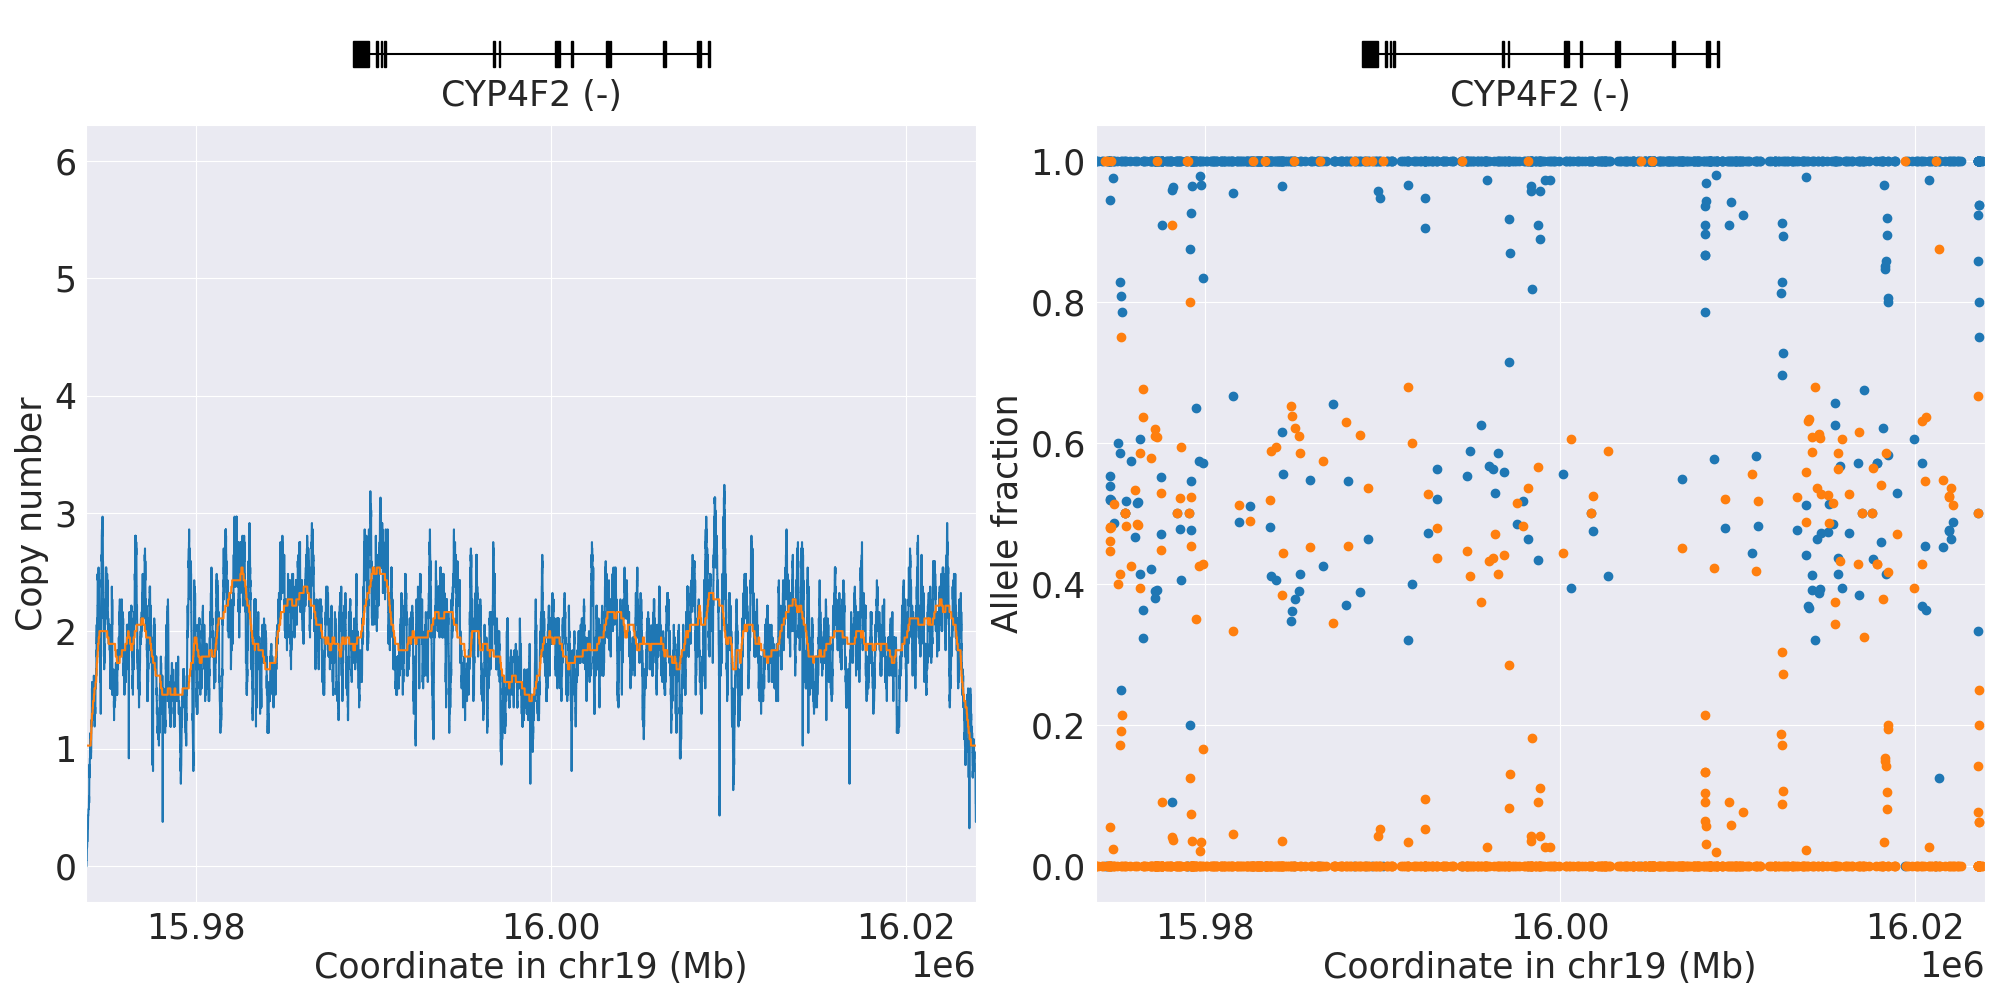 CYP4F2 (-)
6
5
4
3
2
1
0
Copy number
15.98
16.00
16.02
Coordinate in chr19 (Mb)
1e6
CYP4F2 (-)
1.0
0.8
0.6
0.4
0.2
0.0
Allele fraction
15.98
16.00
16.02
Coordinate in chr19 (Mb)
1e6